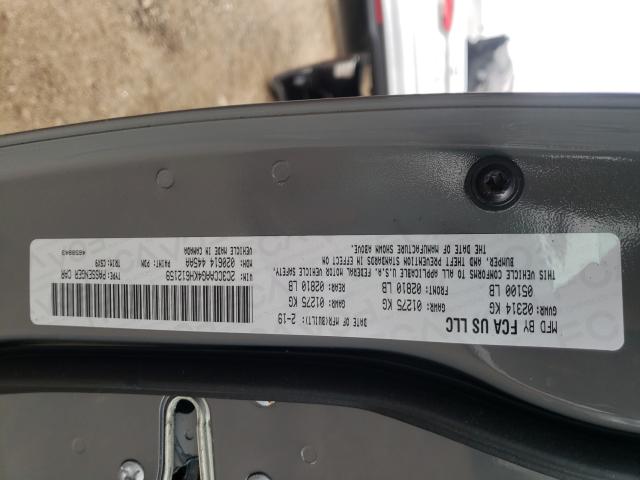 MFD BY FCA US LLC
GVWR: 02314 KG
05100 LB
GAWR: 01275 KG
FRONT: 02810 LB
GAWR: 01275 KG
REAR: 02810 LB
DATE OF MFR(BUILT): 2-19
THIS VEHICLE CONFORMS TO ALL APPLICABLE U.S.A. FEDERAL MOTOR VEHICLE SAFETY,
BUMPER, AND THEFT PREVENTION STANDARDS IN EFFECT ON
THE DATE OF MANUFACTURE SHOWN ABOVE.
VIN: 2C3CCAAG4KH612159
TYPE: PASSENGER CAR
MDH: 020614 445AA
PAINT: PDN
TRIM: C5X9
VEHICLE MADE IN CANADA